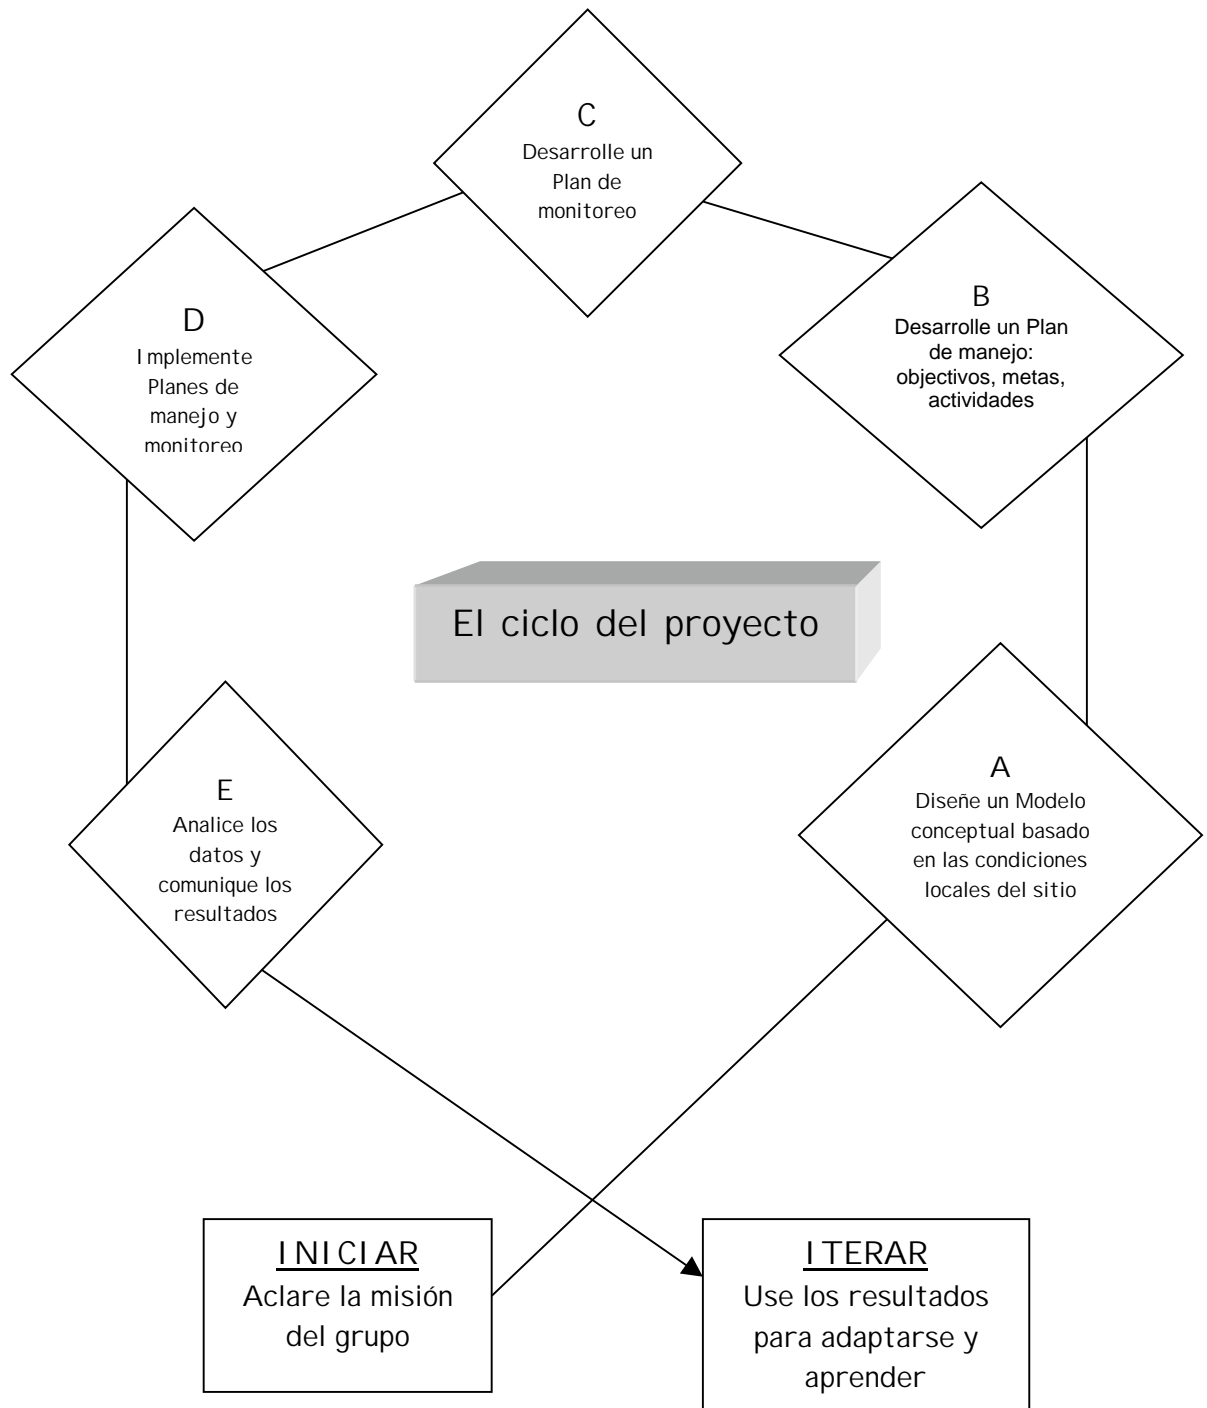 C
Desarrolle un
Plan de
monitoreo
D
Implemente
Planes de
manejo y
monitoreo
B
Desarrolle un Plan
de manejo:
objectivos, metas,
actividades
El ciclo del proyecto
E
Analice los
datos y
comunique los
resultados
A
Diseñe un Modelo
conceptual basado
en las condiciones
locales del sitio
INICIAR
Aclare la misión
del grupo
ITERAR
Use los resultados
para adaptarse y
aprender